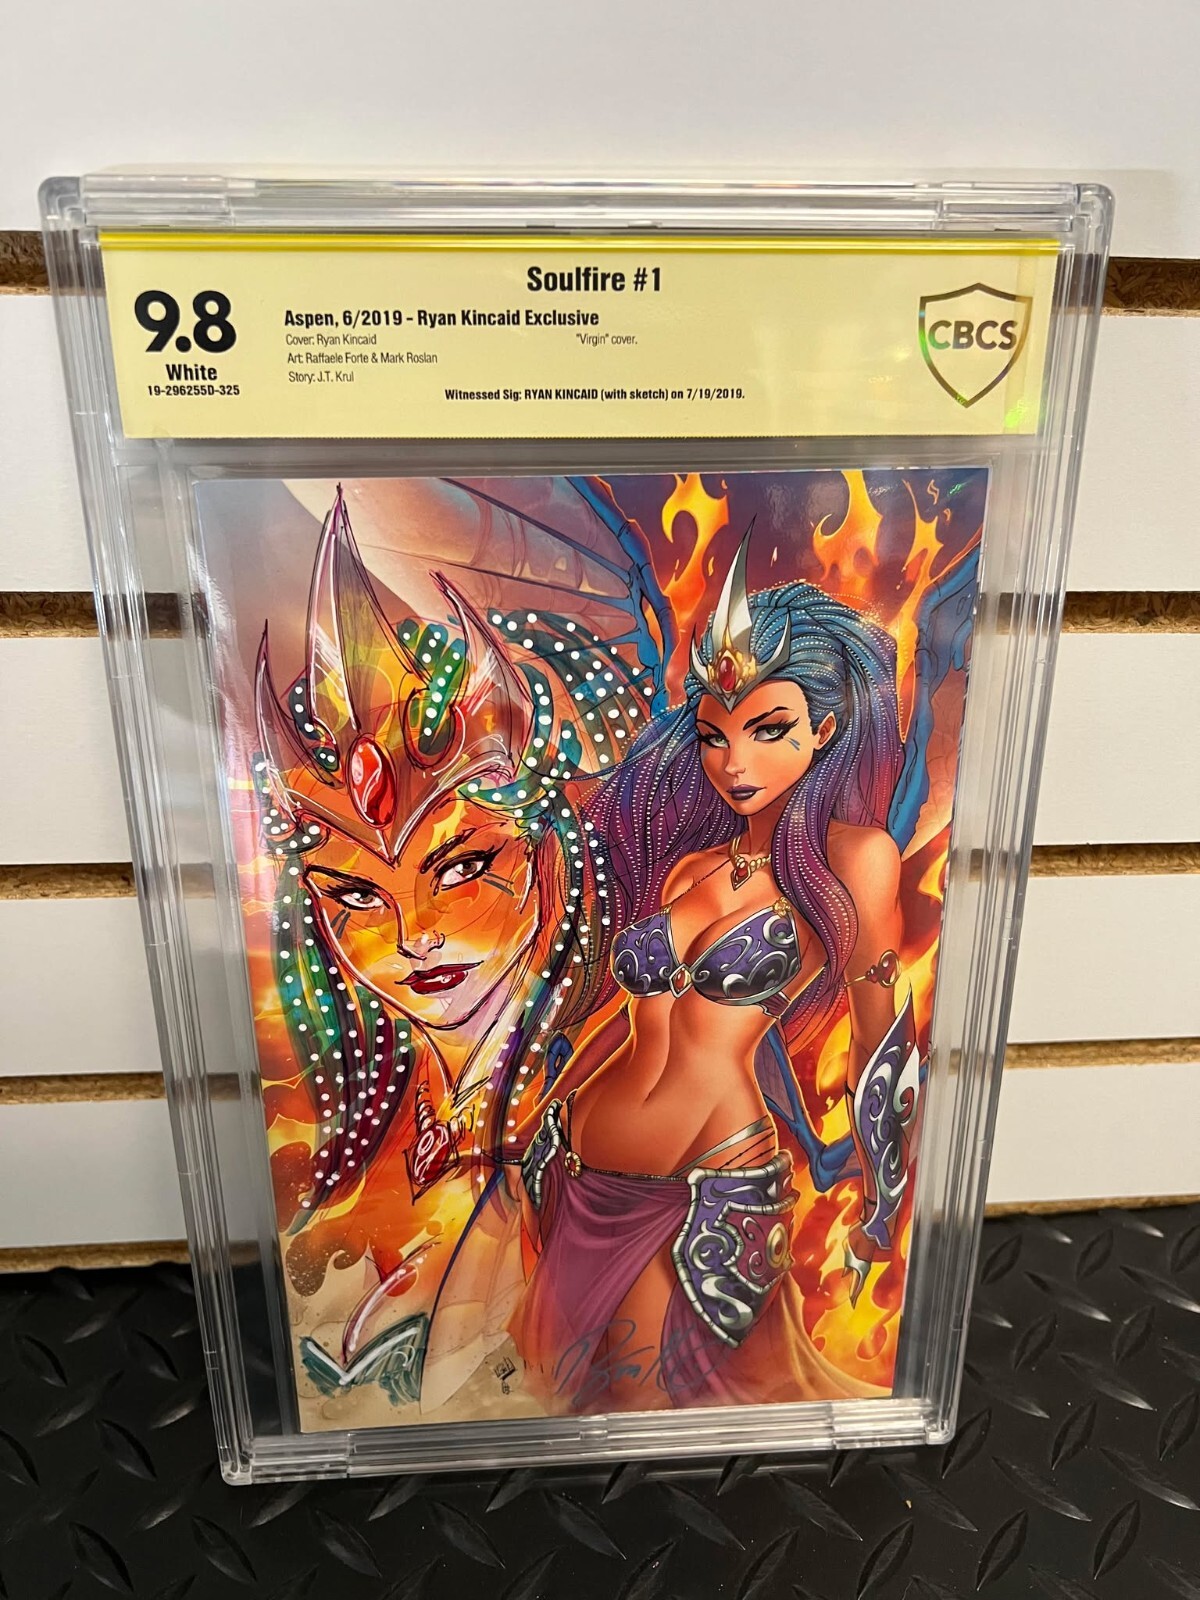 Soulfire #1
9.8
White
19-296255D-325
Aspen, 6/2019 - Ryan Kincaid Exclusive
Cover: Ryan Kincaid
"Virgin" cover.
Art: Raffaele Forte & Mark Roslan
Story: J.T. Krul
Witnessed Sig: RYAN KINCAID (with sketch) on 7/19/2019.
CBCS